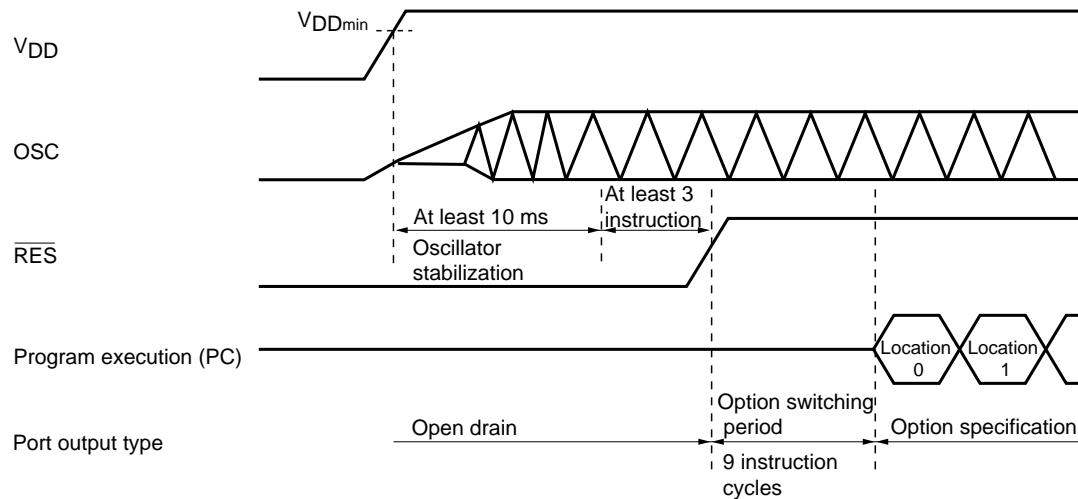 VDDmin
VDD
OSC
At least 10 ms
At least 3
instruction
Oscillator
stabilization
RES
Program execution (PC)
Location
0
Location
1
Port output type
Open drain
Option switching
period
9 instruction
cycles
Option specification